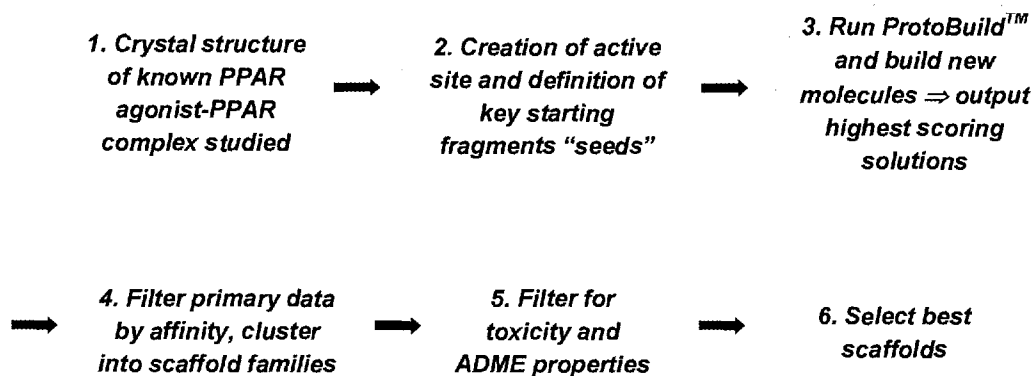 1. Crystal structure
of known PPAR
agonist-PPAR
complex studied
2. Creation of active
site and definition of
key starting
fragments “seeds”
3. Run ProtoBuild™
and build new
molecules ⇒ output
highest scoring
solutions
4. Filter primary data
by affinity, cluster
into scaffold families
5. Filter for
toxicity and
ADME properties
6. Select best
scaffolds